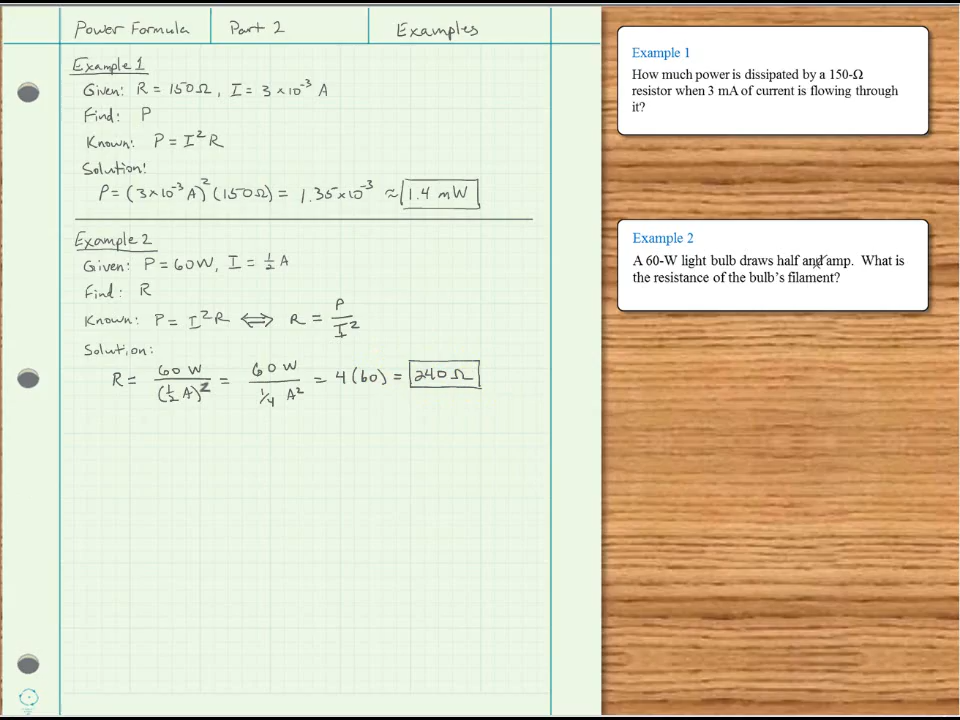 Power Formula Part 2 Examples
Example 1
Given: R = 150Ω, I = 3 × 10⁻³ A
Find: P
Known: P = I² R
Solution:
P = (3×10⁻³ A)² (150Ω) = 1.35×10⁻³ ≈ 1.4 mW
Example 2
Given: P = 60W, I = ½ A
Find: R
Known: P = I² R ⟺ R = P / I²
Solution:
R = 60 W / (½ A)² = 60 W / ¼ A² = 4 (60) = 240 Ω
Example 1
How much power is dissipated by a 150-Ω
resistor when 3 mA of current is flowing through
it?
Example 2
A 60-W light bulb draws half and amp. What is
the resistance of the bulb's filament?